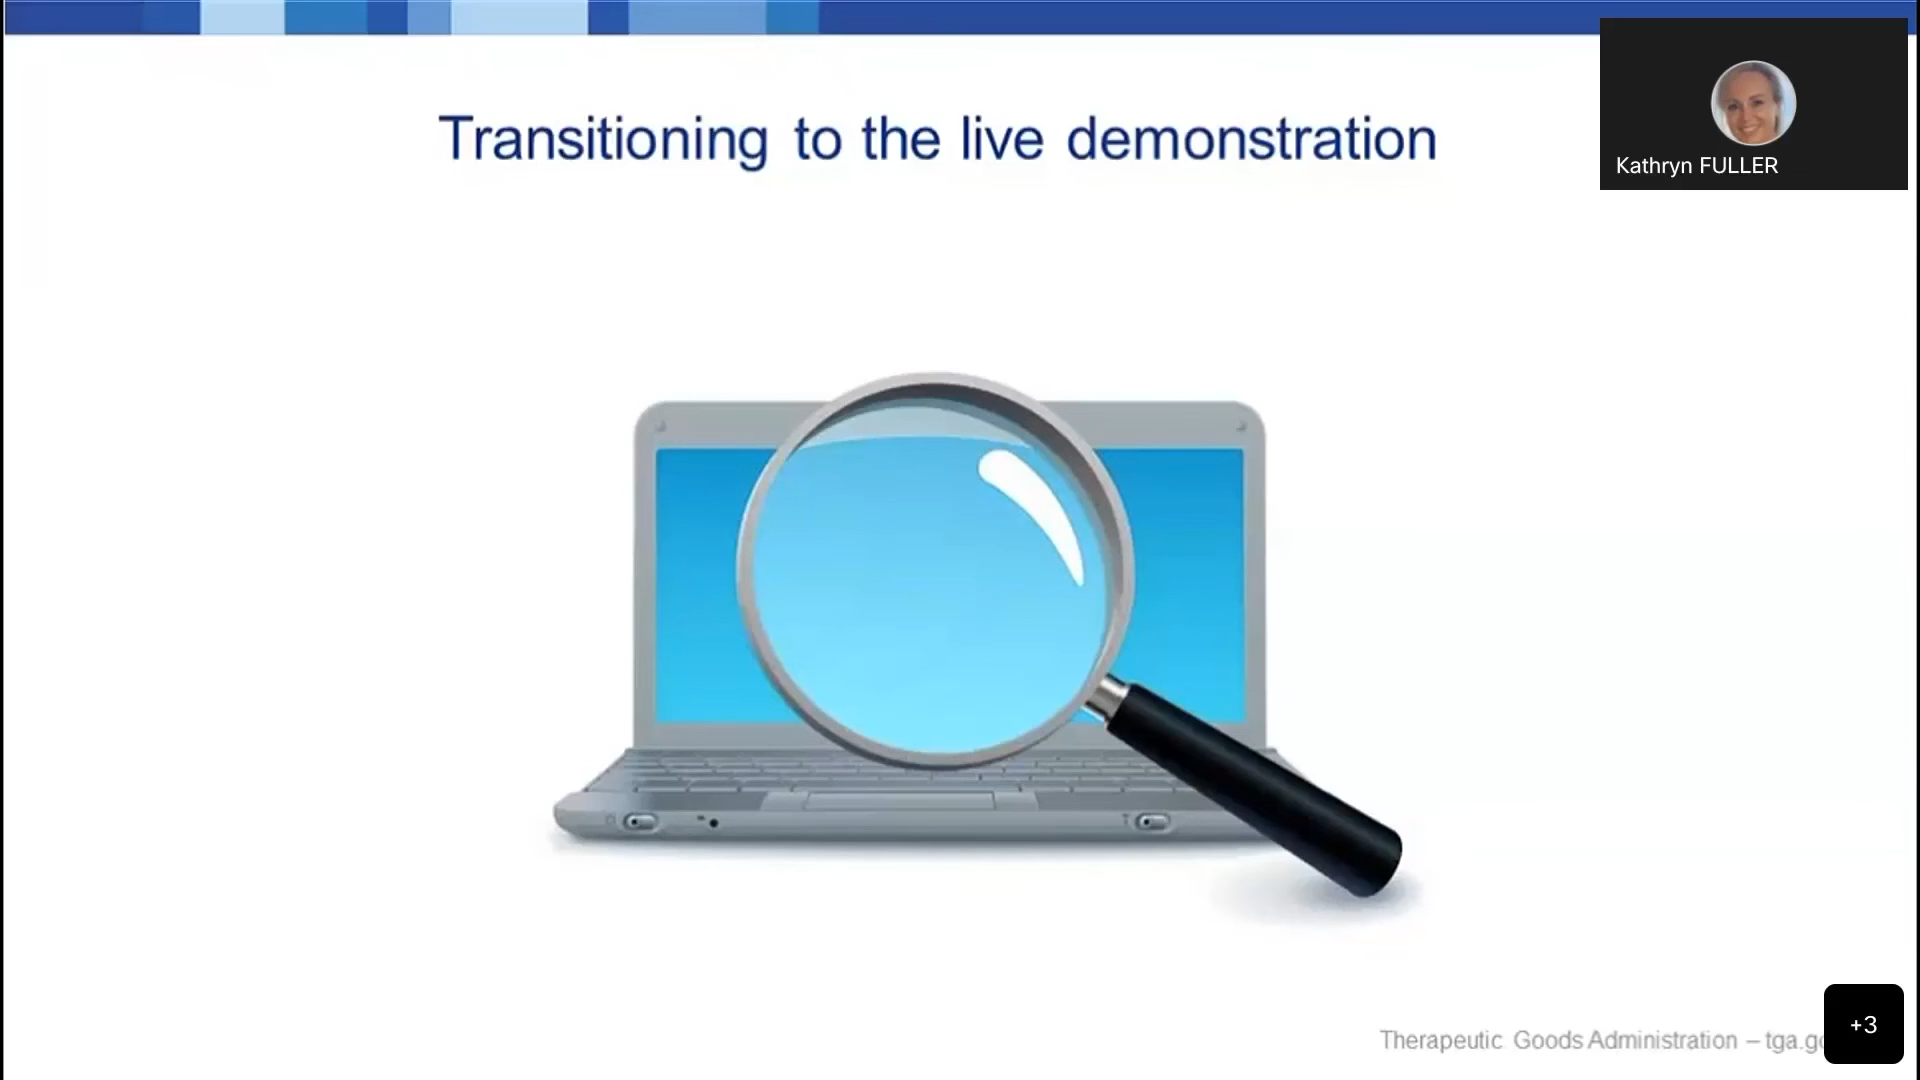 Transitioning to the live demonstration
Kathryn FULLER
Therapeutic Goods Administration – tga.g
+3